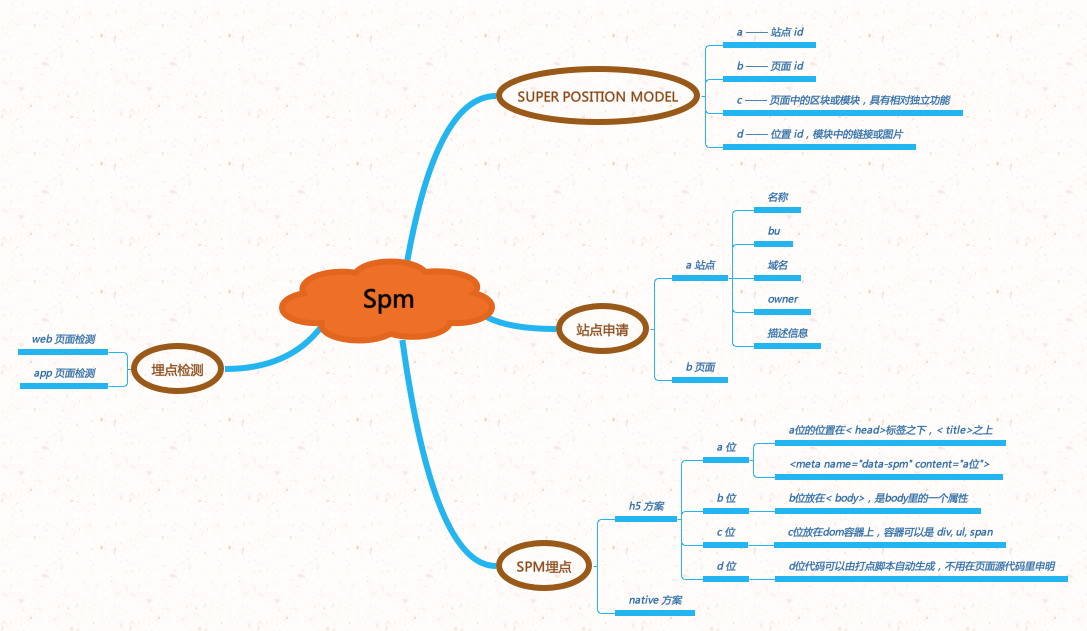 Spm
SUPER POSITION MODEL
a —— 站点 id
b —— 页面 id
c —— 页面中的区块或模块，具有相对独立功能
d —— 位置 id，模块中的链接或图片
站点申请
a 站点
名称
bu
域名
owner
描述信息
b 页面
SPM埋点
h5 方案
a 位
a位的位置在< head>标签之下，< title>之上
<meta name="data-spm" content="a位">
b 位
b位放在< body>，是body里的一个属性
c 位
c位放在dom容器上，容器可以是 div, ul, span
d 位
d位代码可以由打点脚本自动生成，不用在页面源代码里申明
native 方案
埋点检测
web 页面检测
app 页面检测